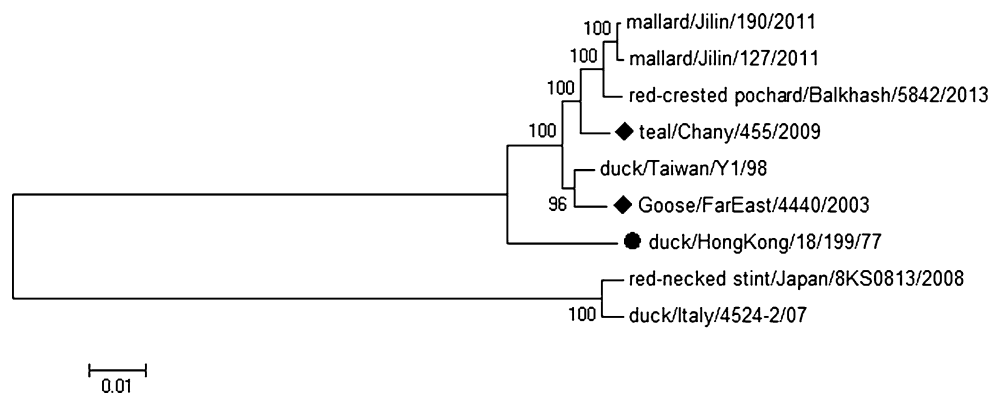 100 mallard/Jilin/190/2011
100 mallard/Jilin/127/2011
100 red-crested pochard/Balkhash/5842/2013
100 teal/Chany/455/2009
duck/Taiwan/Y1/98
96 Goose/FarEast/4440/2003
duck/HongKong/18/199/77
red-necked stint/Japan/8KS0813/2008
100 duck/Italy/4524-2/07
0.01